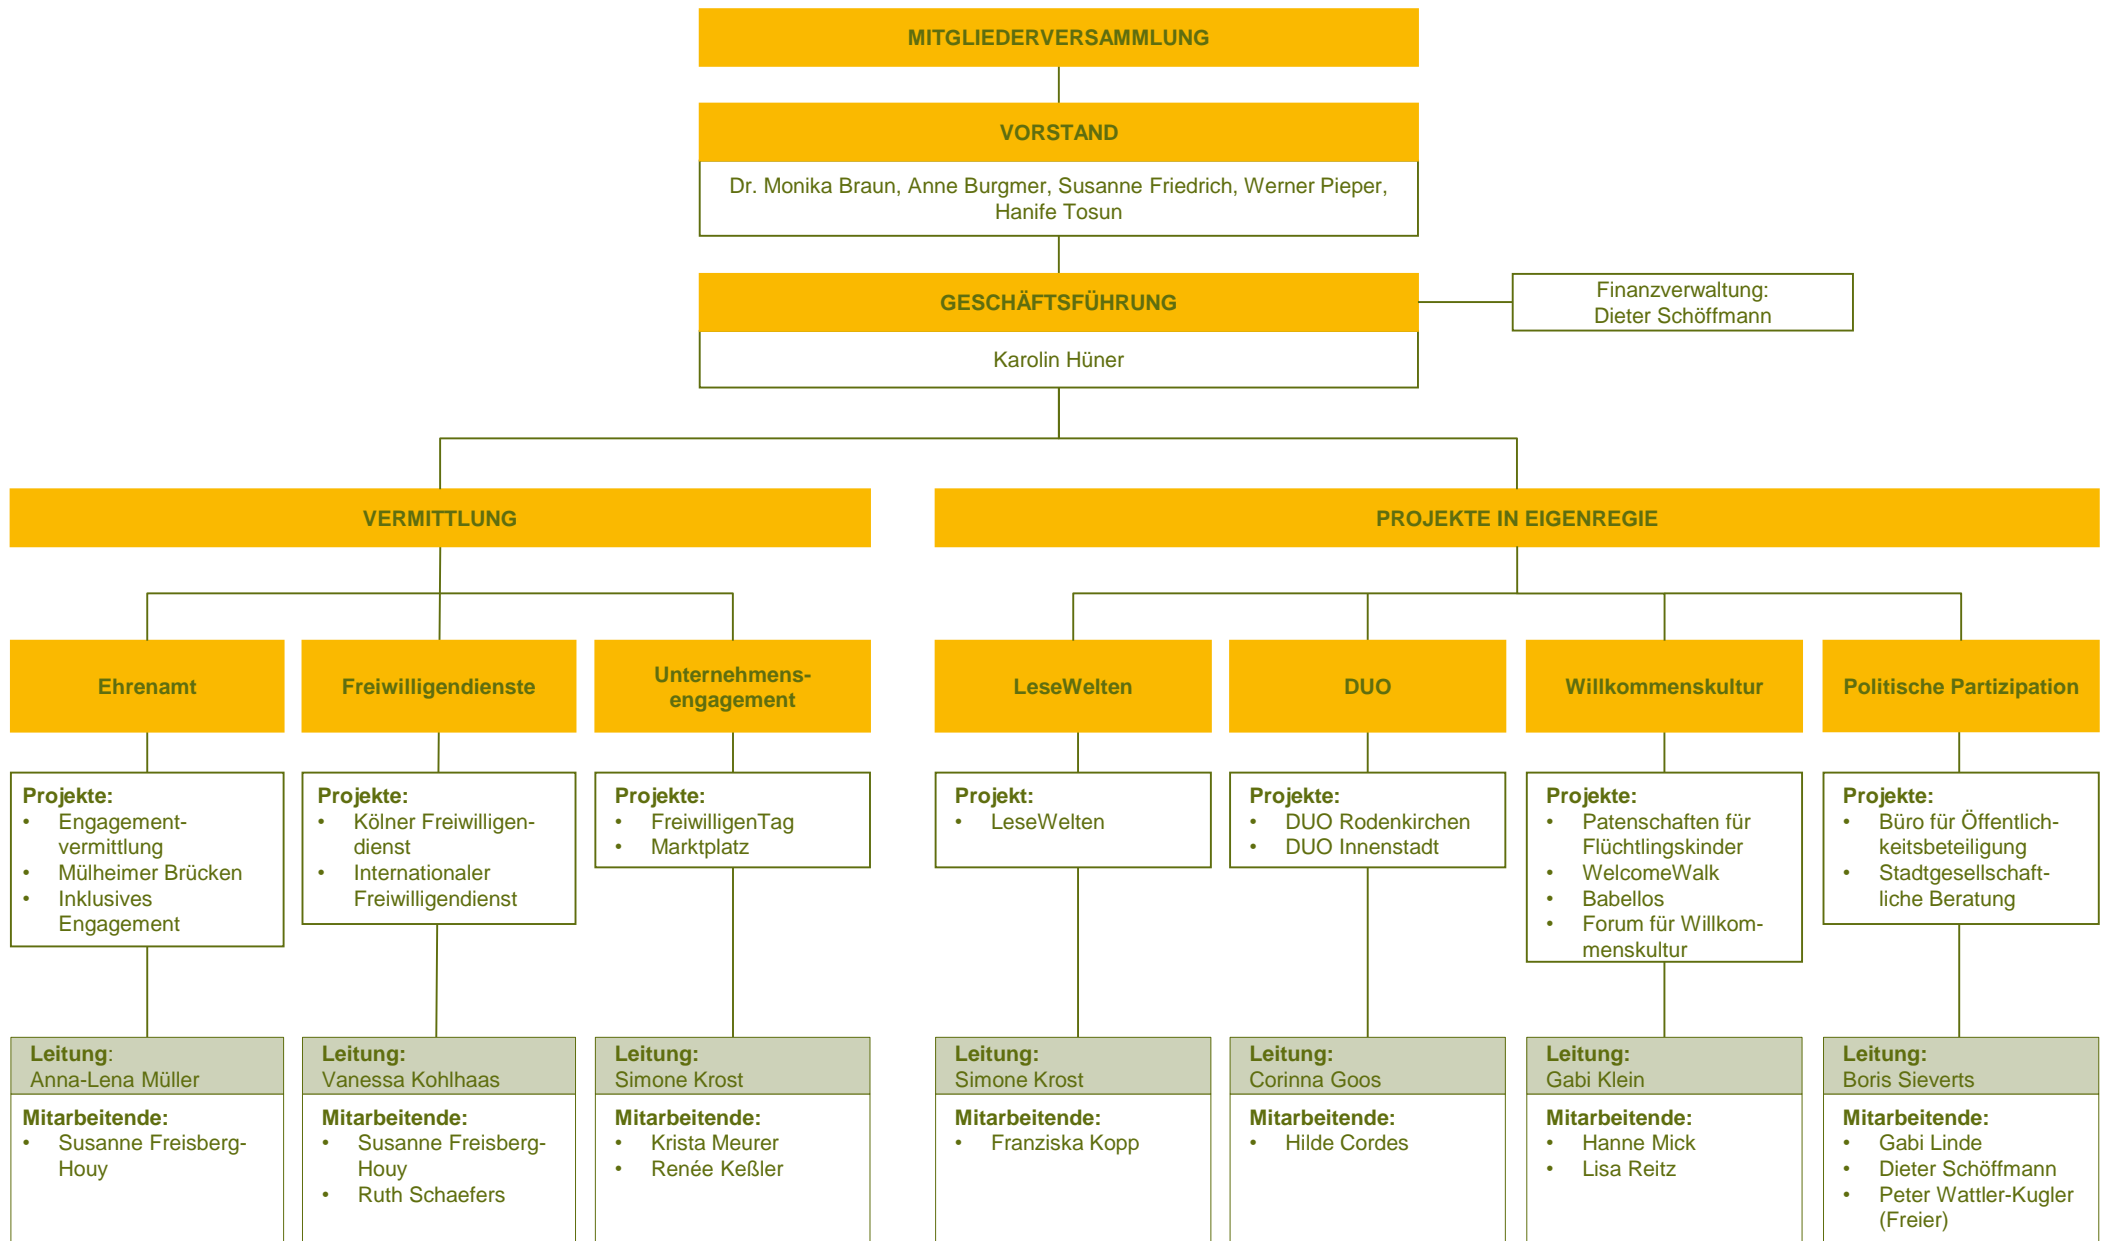 MITGLIEDERVERSAMMLUNG
VORSTAND
Dr. Monika Braun, Anne Burgmer, Susanne Friedrich, Werner Pieper,
Hanife Tosun
GESCHÄFTSFÜHRUNG
Karolin Hüner
Finanzverwaltung:
Dieter Schöffmann
VERMITTLUNG
PROJEKTE IN EIGENREGIE
Ehrenamt
Projekte:
• Engagement-
vermittlung
• Mülheimer Brücken
• Inklusives
Engagement
Leitung:
Anna-Lena Müller
Mitarbeitende:
• Susanne Freisberg-
Houy
Freiwilligendienste
Projekte:
• Kölner Freiwilligen-
dienst
• Internationaler
Freiwilligendienst
Leitung:
Vanessa Kohlhaas
Mitarbeitende:
• Susanne Freisberg-
Houy
• Ruth Schaefers
Unternehmens-
engagement
Projekte:
• FreiwilligenTag
• Marktplatz
Leitung:
Simone Krost
Mitarbeitende:
• Krista Meurer
• Renée Keßler
LeseWelten
Projekt:
• LeseWelten
Leitung:
Simone Krost
Mitarbeitende:
• Franziska Kopp
DUO
Projekte:
• DUO Rodenkirchen
• DUO Innenstadt
Leitung:
Corinna Goos
Mitarbeitende:
• Hilde Cordes
Willkommenskultur
Projekte:
• Patenschaften für
Flüchtlingskinder
• WelcomeWalk
• Babellos
• Forum für Willkom-
menskultur
Leitung:
Gabi Klein
Mitarbeitende:
• Hanne Mick
• Lisa Reitz
Politische Partizipation
Projekte:
• Büro für Öffentlich-
keitsbeteiligung
• Stadtgesellschaft-
liche Beratung
Leitung:
Boris Sieverts
Mitarbeitende:
• Gabi Linde
• Dieter Schöffmann
• Peter Wattler-Kugler
(Freier)